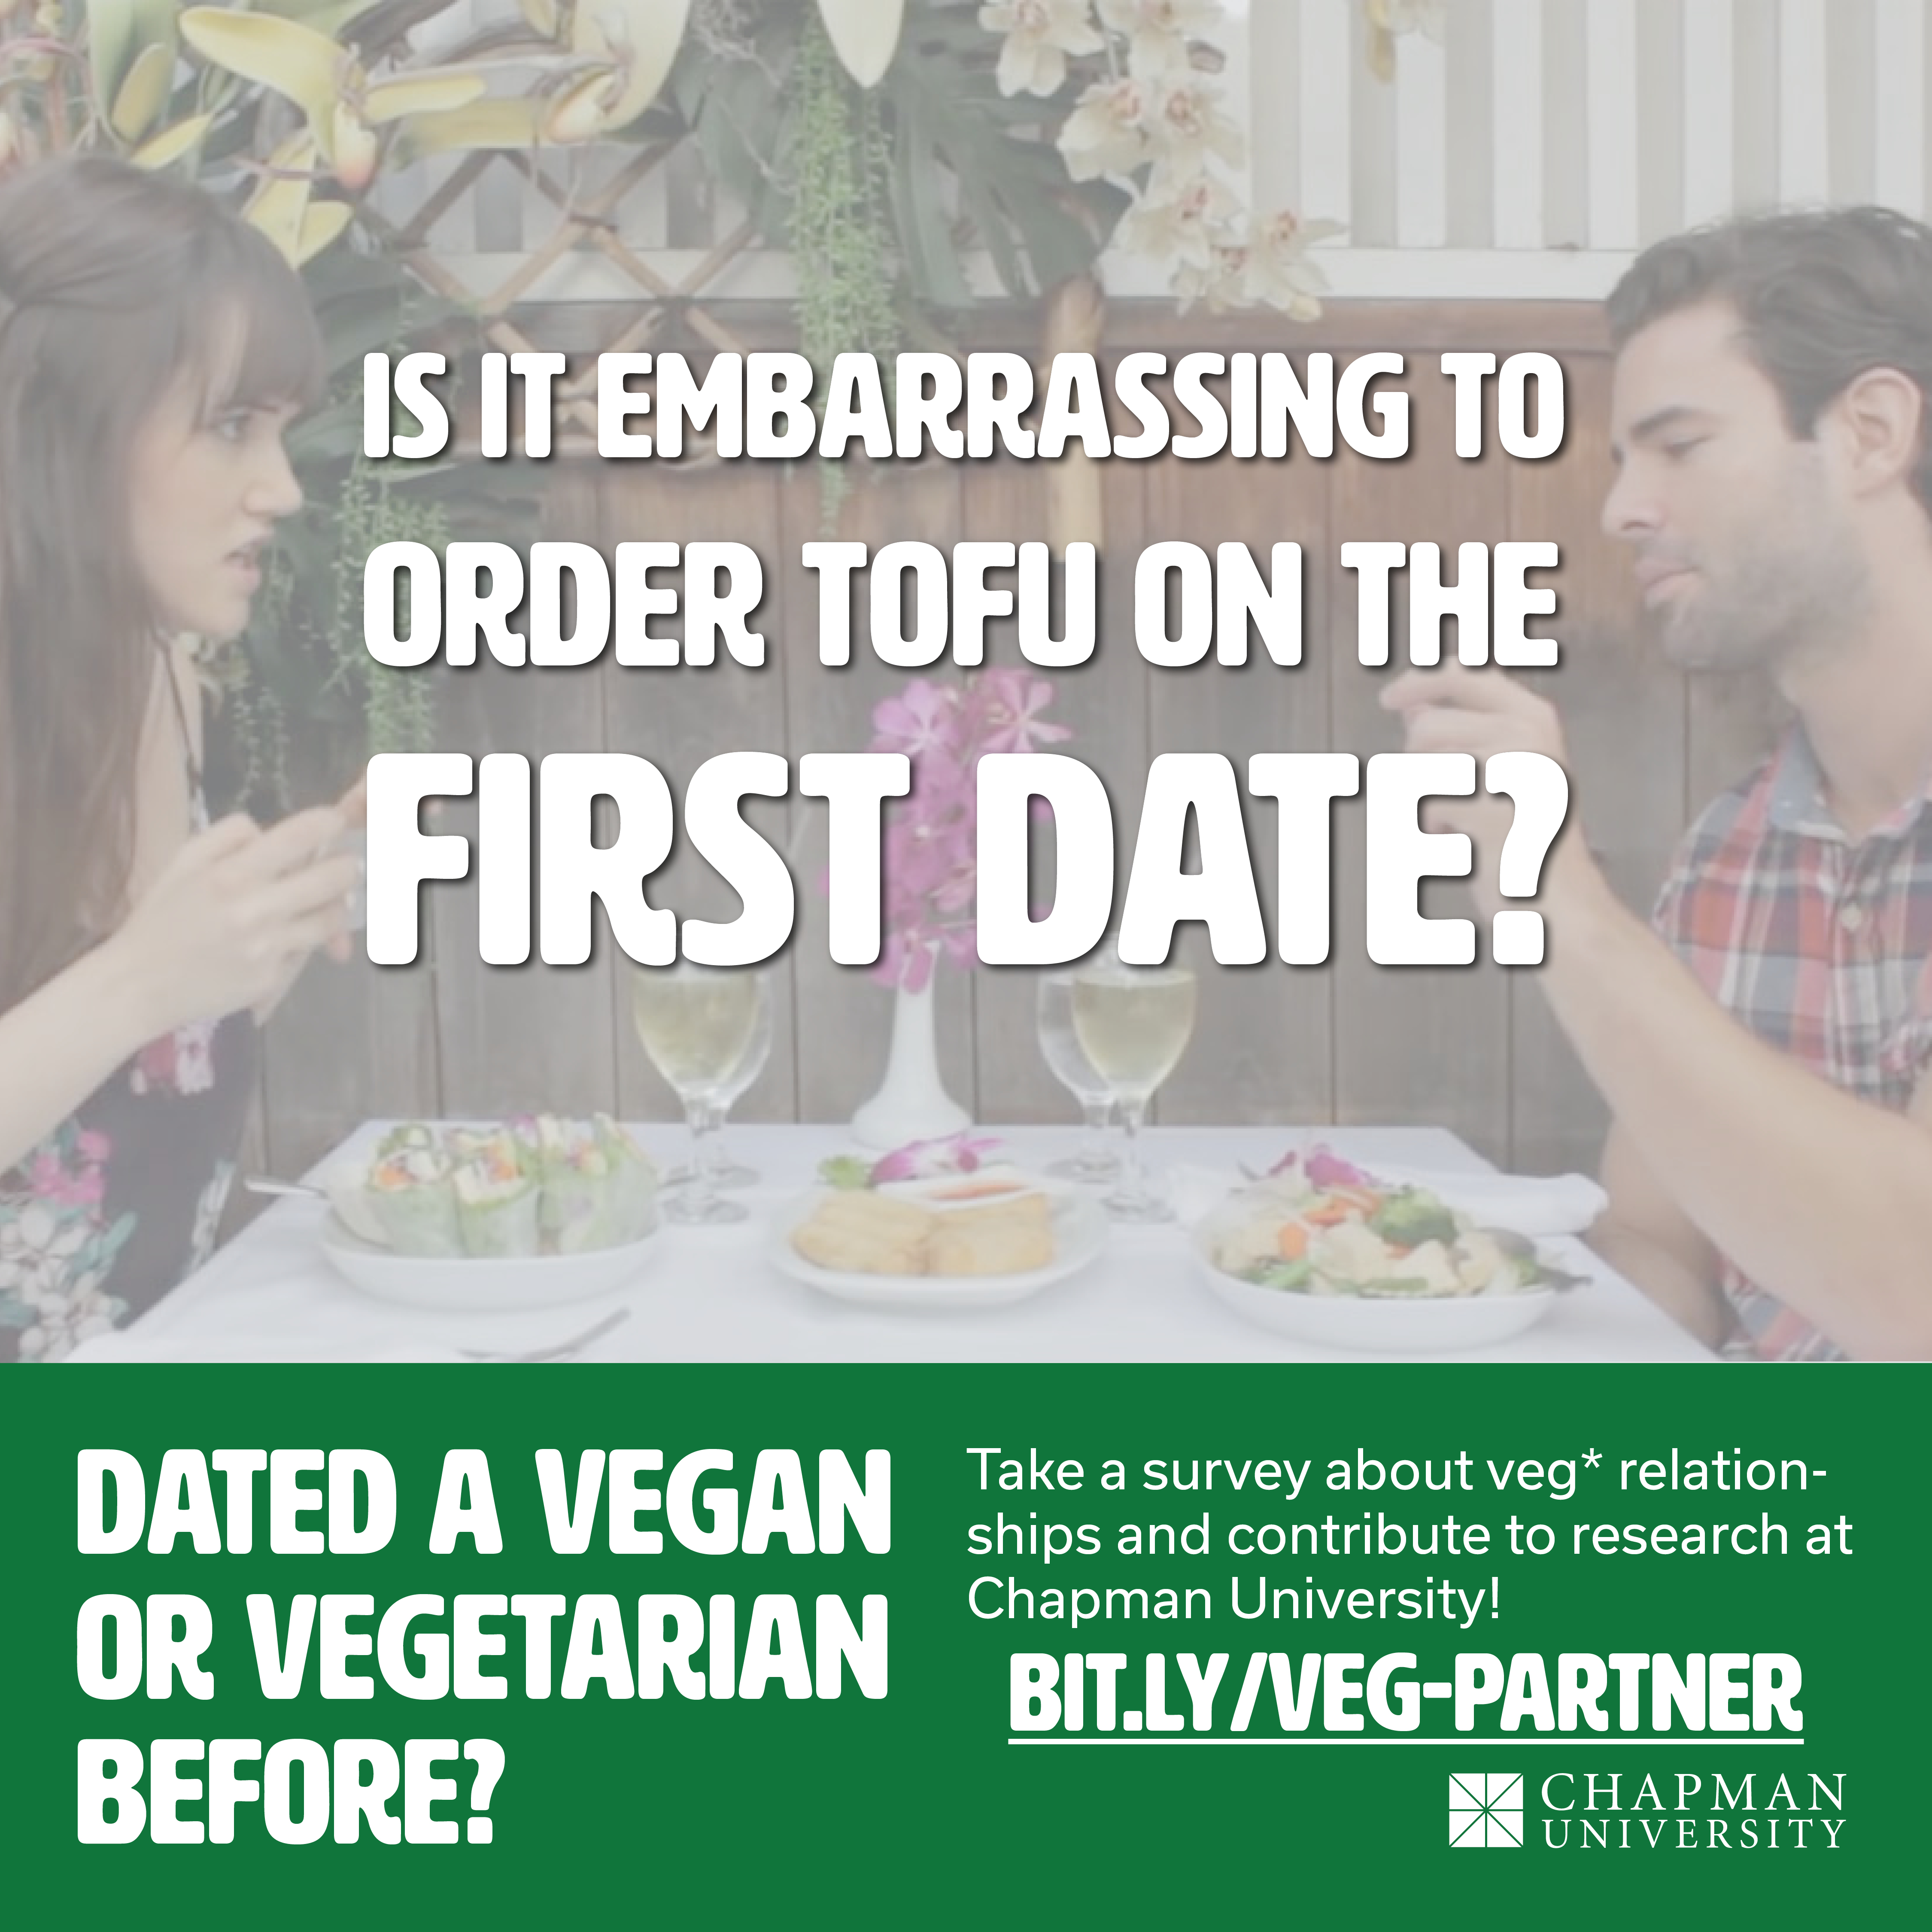 IS IT EMBARRASSING TO
ORDER TOFU ON THE
FIRST DATE?
DATED A VEGAN
OR VEGETARIAN
BEFORE?
Take a survey about veg* relation-
ships and contribute to research at
Chapman University!
BIT.LY/VEG-PARTNER
CHAPMAN
UNIVERSITY